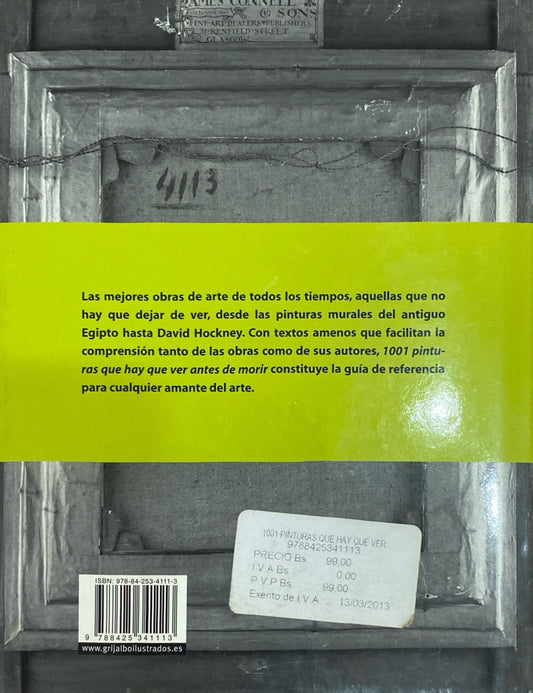 JAMES CONNELL
& SONS
FINE ART DEALERS & PUBLISHERS,
31 RENFIELD STREET
GLASGOW
4113
Las mejores obras de arte de todos los tiempos, aquellas que no
hay que dejar de ver, desde las pinturas murales del antiguo
Egipto hasta David Hockney. Con textos amenos que facilitan la
comprensión tanto de las obras como de sus autores, 1001 pintu-
ras que hay que ver antes de morir constituye la guía de referencia
para cualquier amante del arte.
1001 PINTURAS QUE HAY QUE VER
9788425341113
PRECIO Bs 99,00
I V A Bs 0.00
P V P Bs 99,00
Exento de I.V.A. 13/03/2013
ISBN: 978-84-253-4111-3
9 788425 341113
www.grijalboilustrados.es